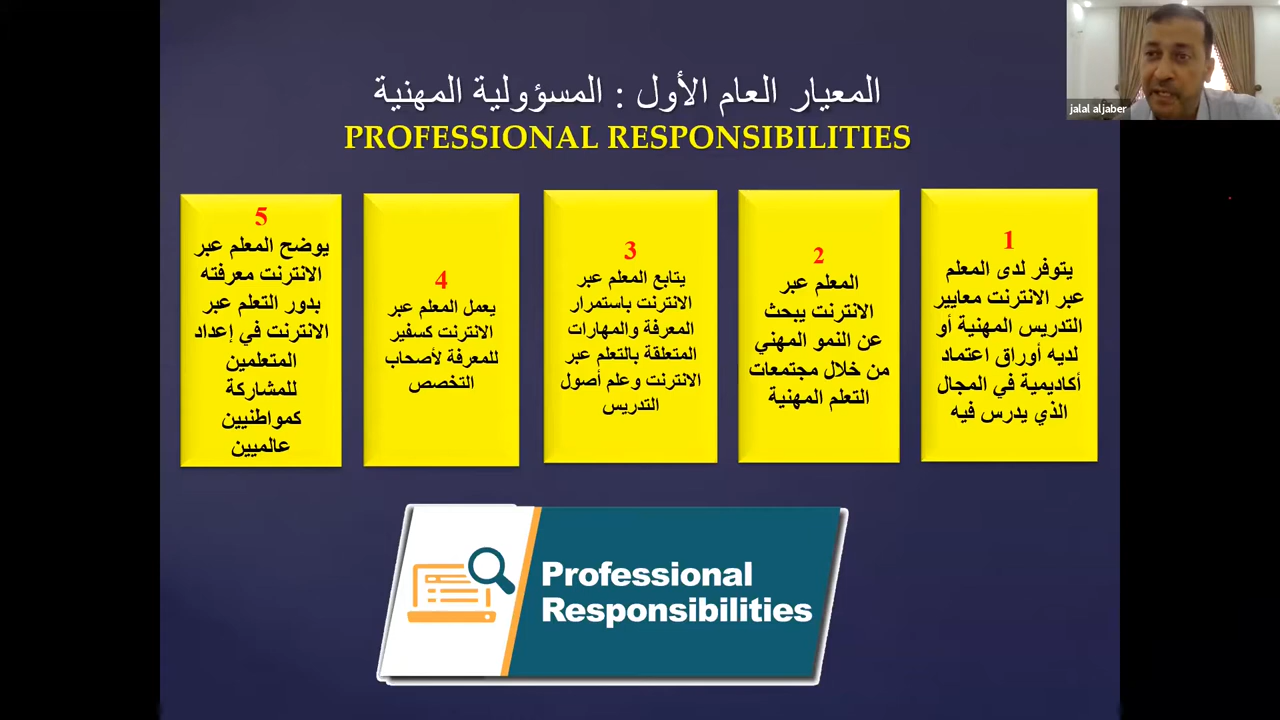 المعيار العام الأول : المسؤولية المهنية
PROFESSIONAL RESPONSIBILITIES
jalal aljaber
1
يتوفر لدى المعلم
عبر الانترنت معايير
التدريس المهنية أو
لديه أوراق اعتماد
أكاديمية في المجال
الذي يدرس فيه
2
المعلم عبر
الانترنت يبحث
عن النمو المهني
من خلال مجتمعات
التعلم المهنية
3
يتابع المعلم عبر
الانترنت باستمرار
المعرفة والمهارات
المتعلقة بالتعلم عبر
الانترنت وعلم أصول
التدريس
4
يعمل المعلم عبر
الانترنت كسفير
للمعرفة لأصحاب
التخصص
5
يوضح المعلم عبر
الانترنت معرفته
بدور التعلم عبر
الانترنت في إعداد
المتعلمين
للمشاركة
كمواطنيين
عالميين
Professional
Responsibilities